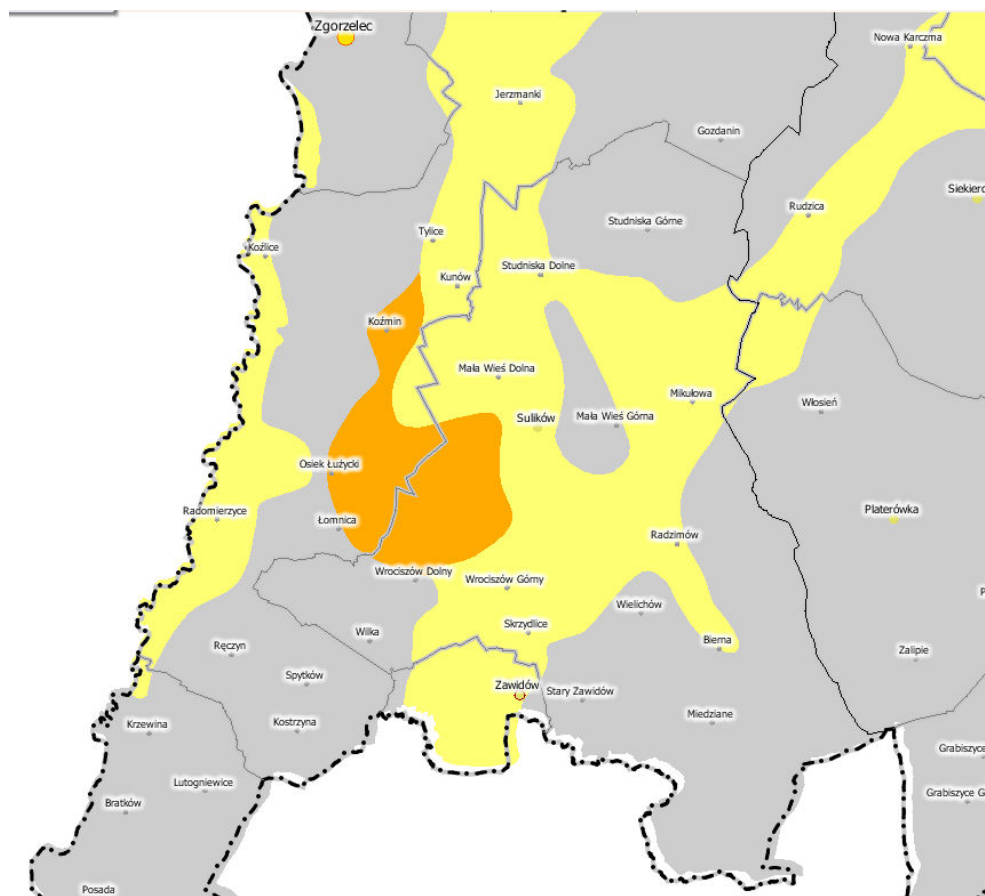 Zgorzelec
Nowa Karczma
Jerzmanki
Gozdanin
Siekierc
Rudzica
Studniska Górne
Tylice
Koźlice
Studniska Dolne
Kunów
Koźmin
Mała Wieś Dolna
Mikułowa
Włosień
Sulików
Mała Wieś Górna
Osiek Łużycki
Radomierzyce
Łomnica
Platerówka
Radzimów
Wrociszów Dolny
Wrociszów Górny
P
Wielichów
Skrzydlice
Wilka
Bierna
Ręczyn
Zalipie
Spytków
Zawidów
Stary Zawidów
Miedziane
Krzewina
Kostrzyna
Grabiszyce
Lutogniewice
Grabiszyce G
Bratków
Posada